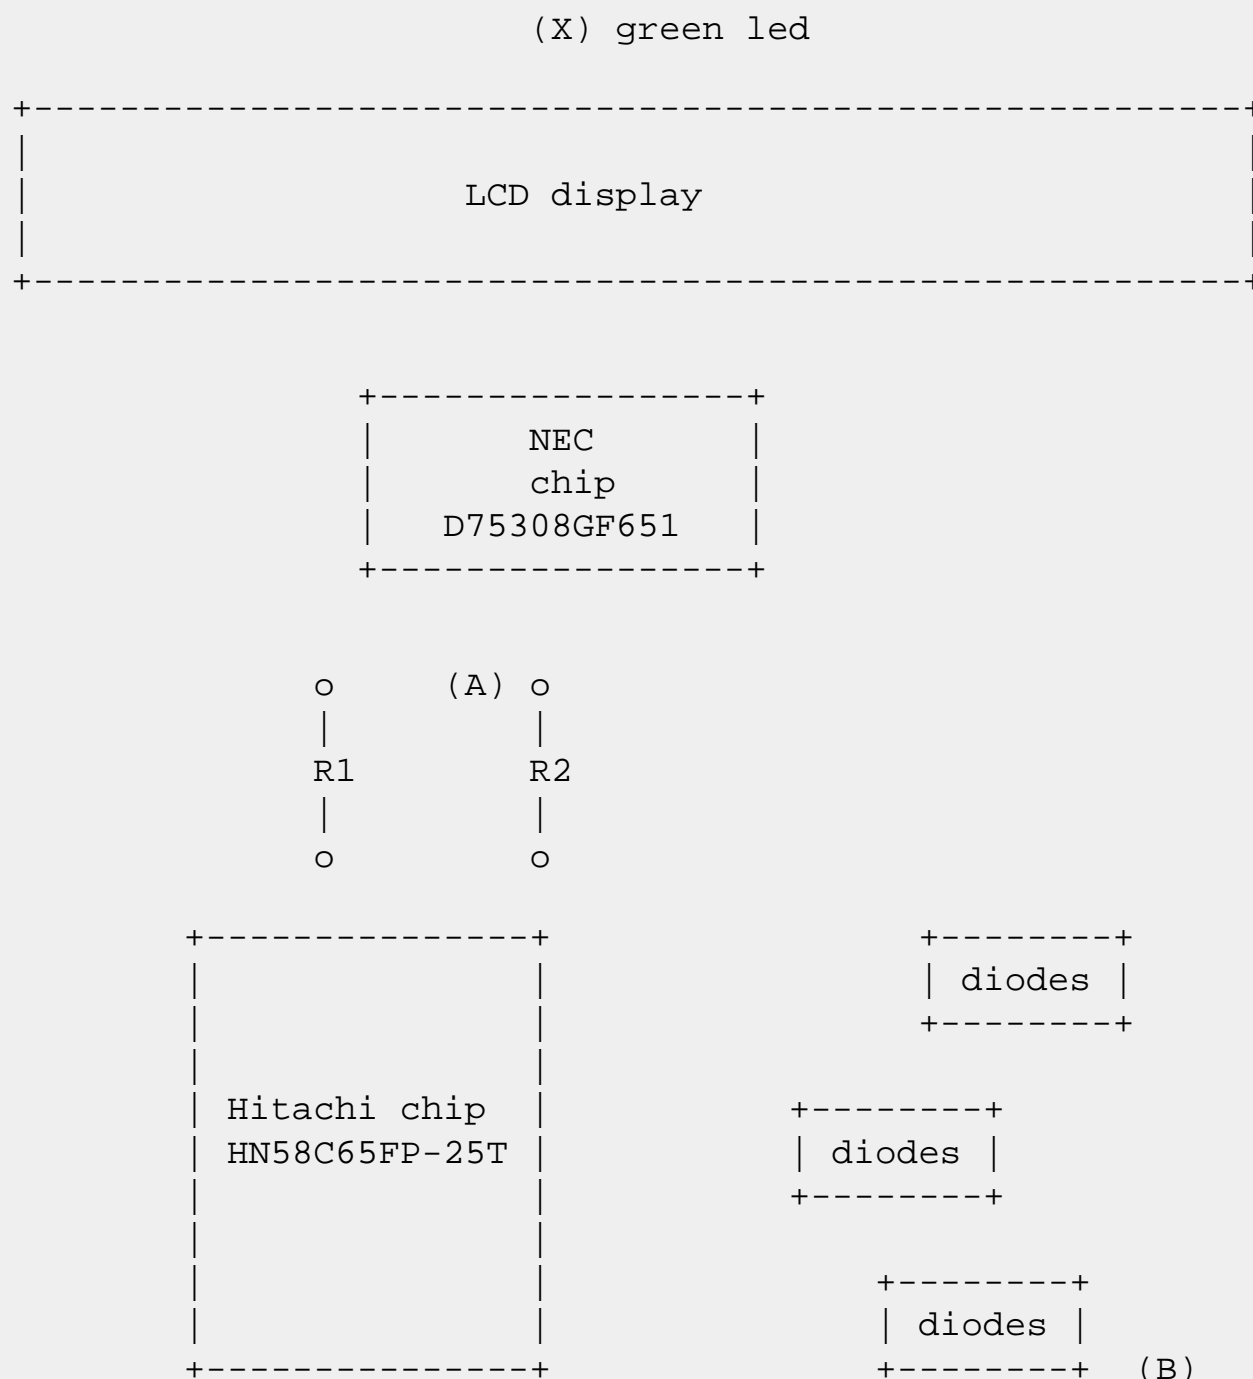 (X) green led
LCD display
NEC
chip
D75308GF651
o (A) o
R1 R2
o o
diodes
Hitachi chip
HN58C65FP-25T
diodes
diodes
(B)